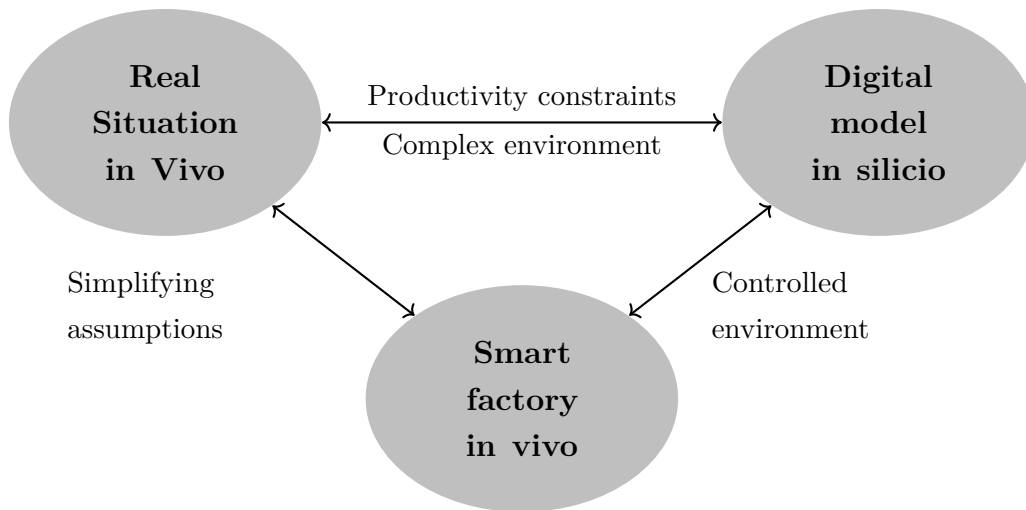 Real
Situation
in Vivo
Productivity constraints
Complex environment
Digital
model
in silicio
Simplifying
assumptions
Controlled
environment
Smart
factory
in vivo